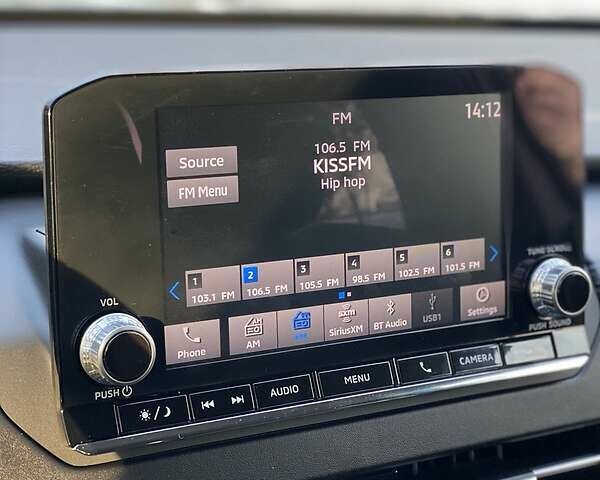 FM
14:12
106.5 FM
KISSFM
Hip hop
Source
FM Menu
1
103.1 FM
2
106.5 FM
3
105.5 FM
4
98.5 FM
5
102.5 FM
6
101.5 FM
Phone
AM
sxm
SiriusXM
BT Audio
USB1
Settings
VOL
PUSH
TUNE SCROLL
PUSH SOUND
AUDIO
MENU
CAMERA